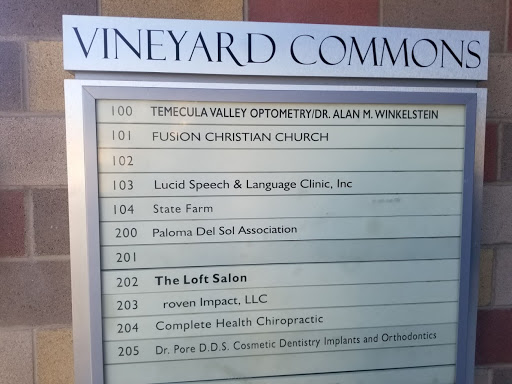 VINEYARD COMMONS
100 TEMECULA VALLEY OPTOMETRY/DR. ALAN M. WINKELSTEIN
101 FUSION CHRISTIAN CHURCH
102
103 Lucid Speech & Language Clinic, Inc
104 State Farm
200 Paloma Del Sol Association
201
202 The Loft Salon
203 roven Impact, LLC
204 Complete Health Chiropractic
205 Dr. Pore D.D.S. Cosmetic Dentistry Implants and Orthodontics